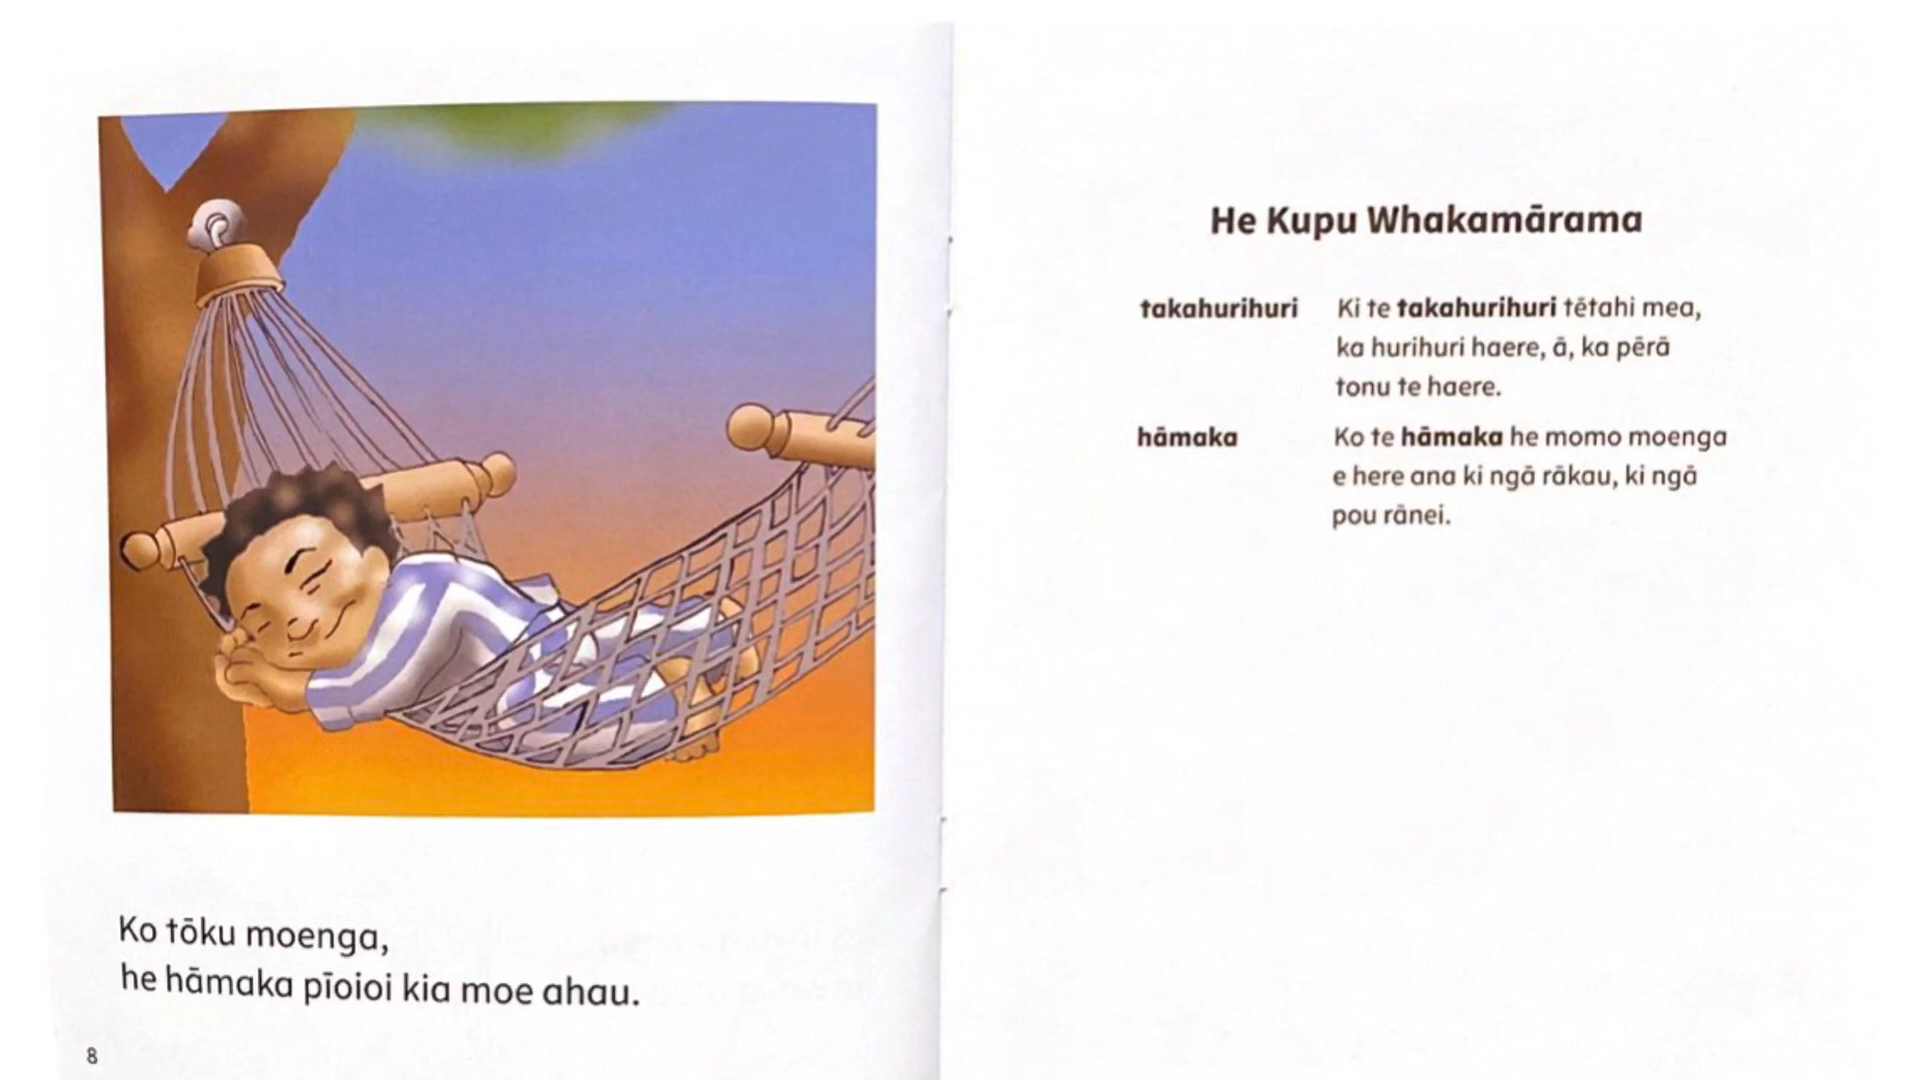 Ko tōku moenga,
he hāmaka pīoioi kia moe ahau.
8
He Kupu Whakamārama
takahurihuri Ki te takahurihuri tētahi mea,
ka hurihuri haere, ā, ka pērā
tonu te haere.
hāmaka Ko te hāmaka he momo moenga
e here ana ki ngā rākau, ki ngā
pou rānei.